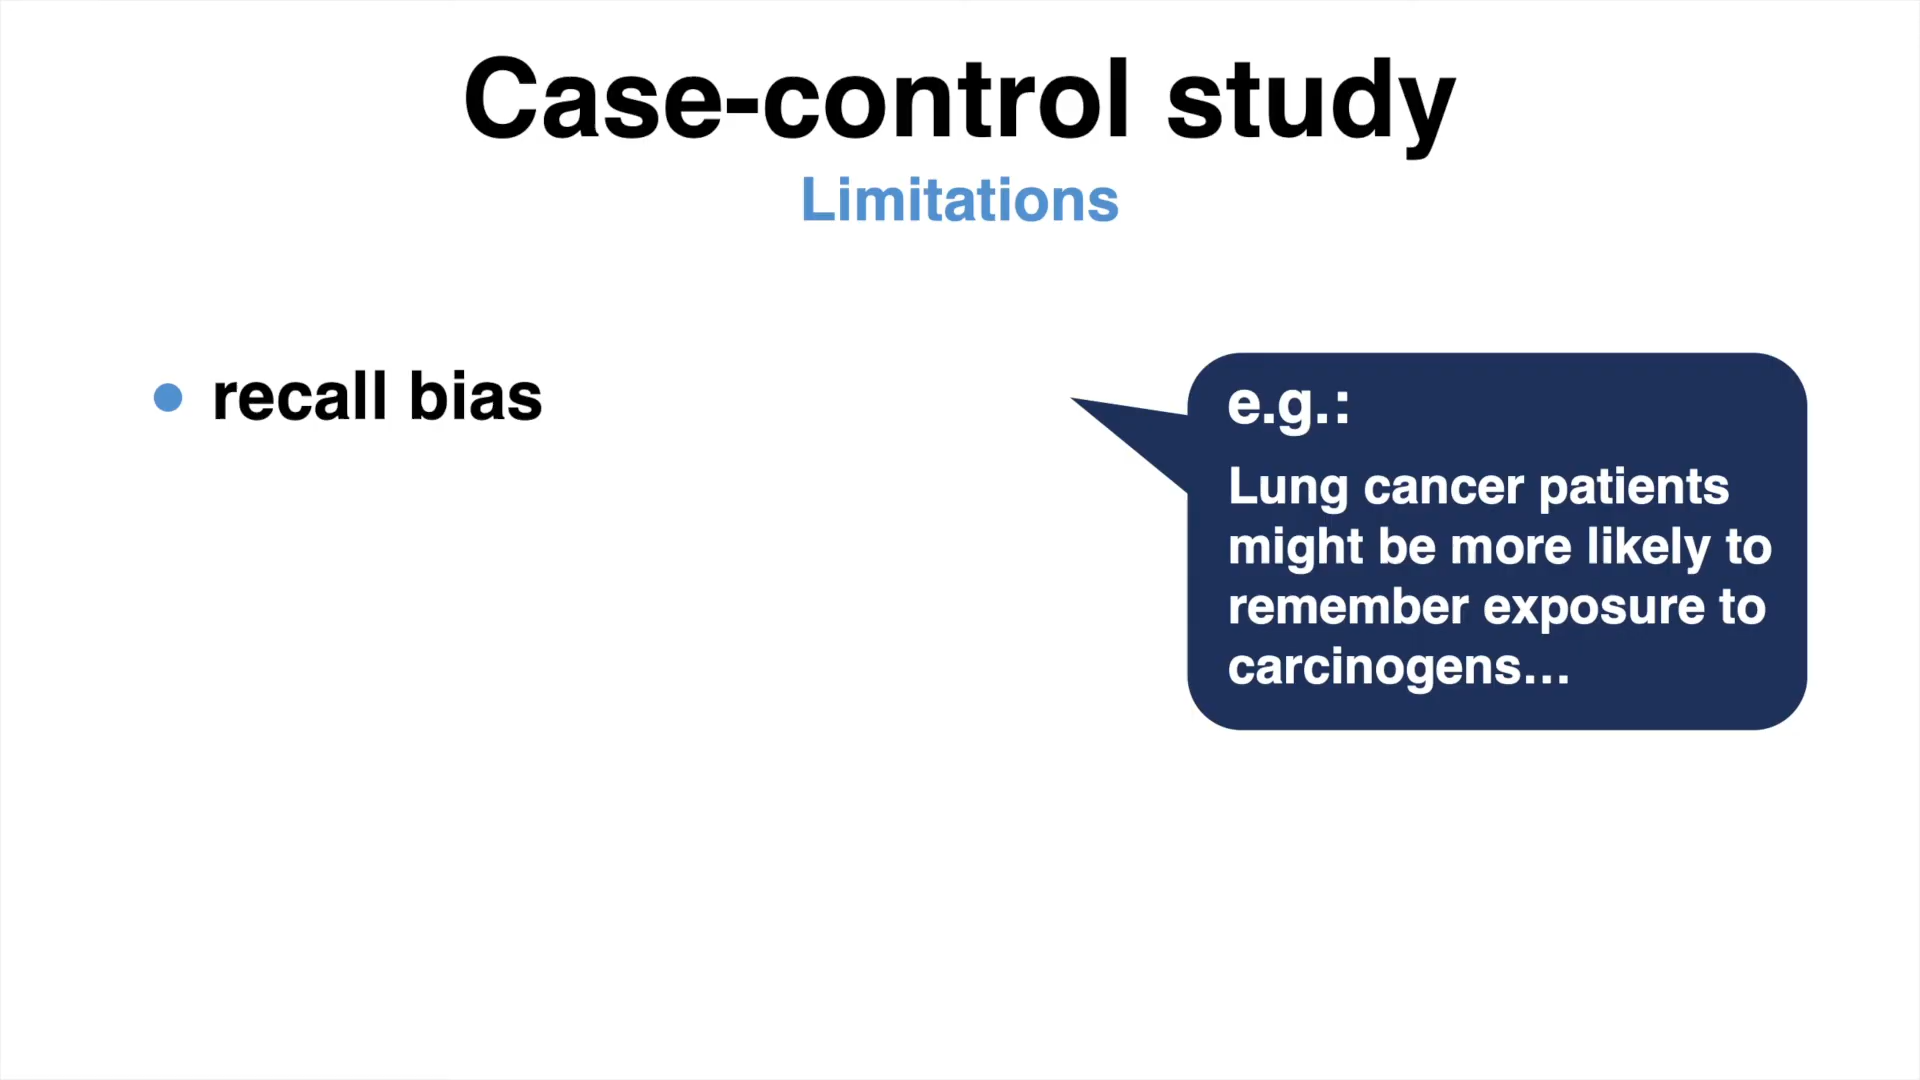 Case-control study
Limitations
recall bias
e.g.:
Lung cancer patients
might be more likely to
remember exposure to
carcinogens…